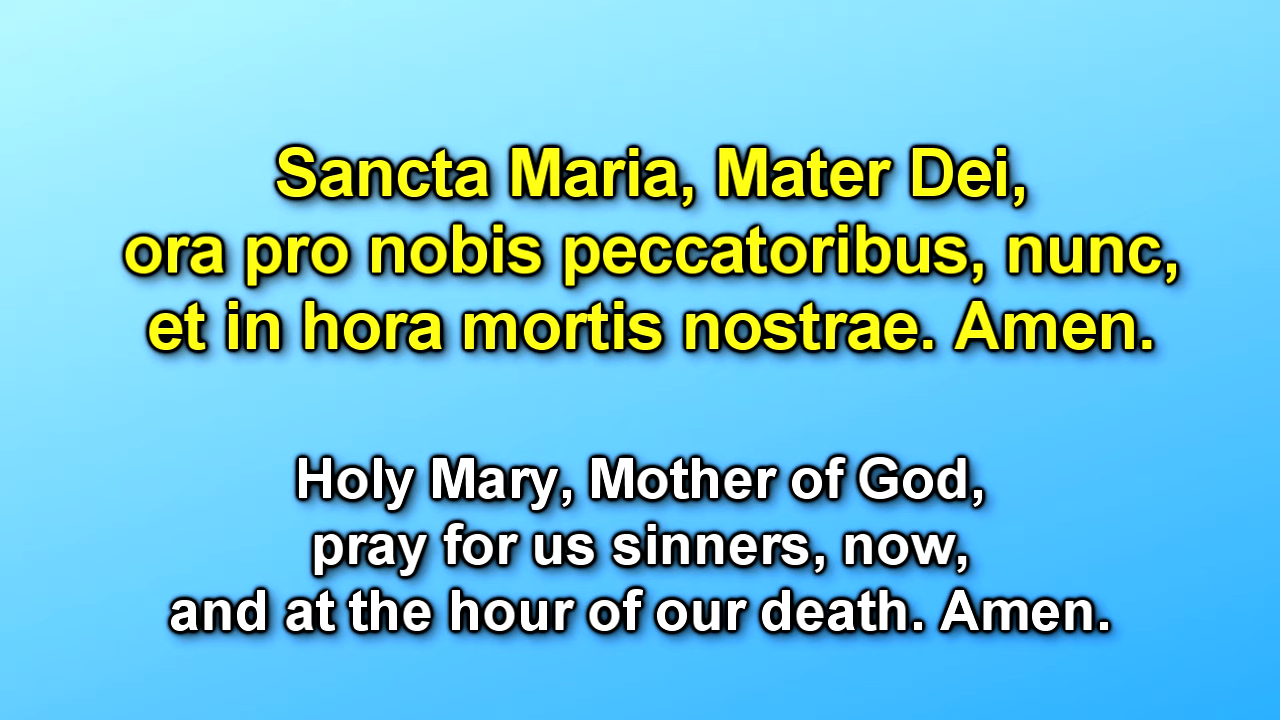 Sancta Maria, Mater Dei,
ora pro nobis peccatoribus, nunc,
et in hora mortis nostrae. Amen.
Holy Mary, Mother of God,
pray for us sinners, now,
and at the hour of our death. Amen.